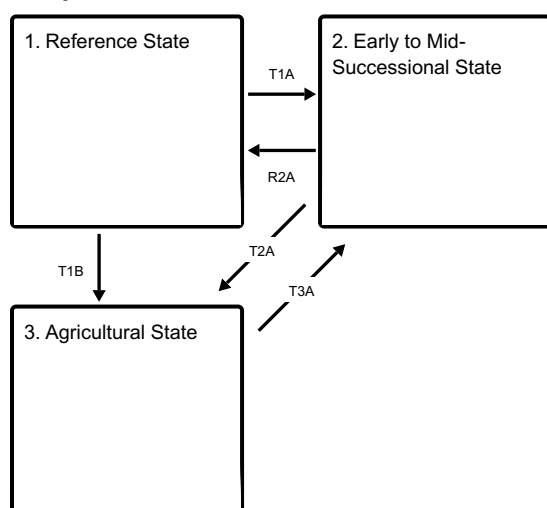 1. Reference State
2. Early to Mid-
Successional State
T1A
R2A
T2A
T1B
T3A
3. Agricultural State